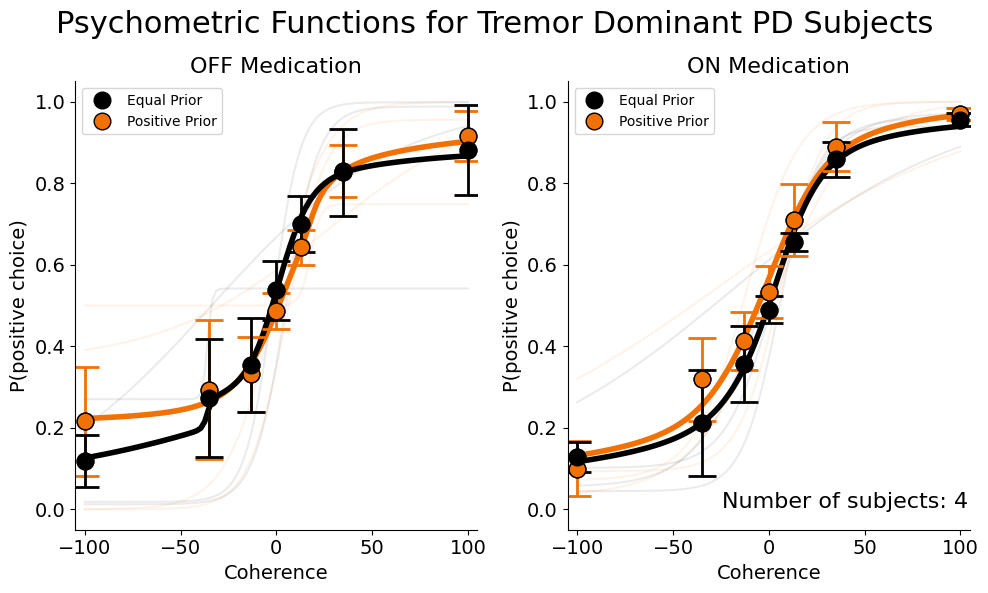 Psychometric Functions for Tremor Dominant PD Subjects
OFF Medication
Equal Prior
Positive Prior
1.0
0.8
0.6
0.4
0.2
0.0
P(positive choice)
−100
−50
0
50
100
Coherence
ON Medication
Equal Prior
Positive Prior
1.0
0.8
0.6
0.4
0.2
0.0
P(positive choice)
Number of subjects: 4
−100
−50
0
50
100
Coherence